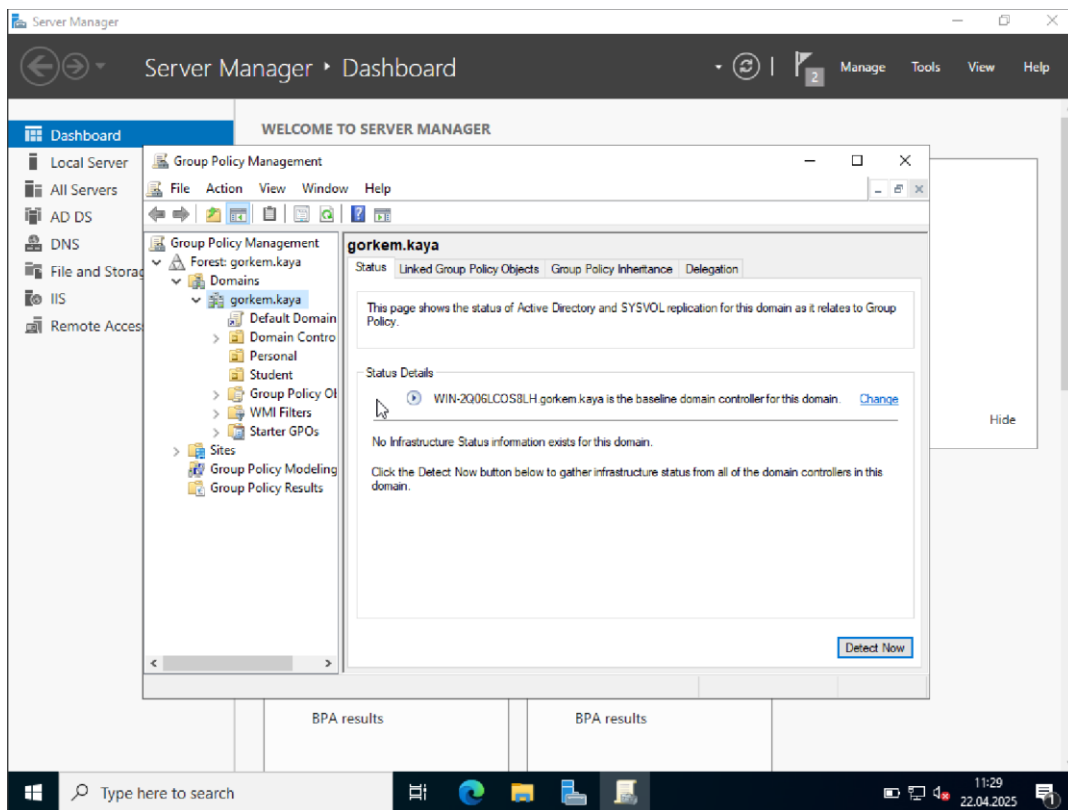 Server Manager
Server Manager • Dashboard
2
Manage
Tools
View
Help
Dashboard
Local Server
All Servers
AD DS
DNS
File and Storag
IIS
Remote Acces
WELCOME TO SERVER MANAGER
Group Policy Management
File Action View Window Help
Group Policy Management
Forest: gorkem.kaya
Domains
gorkem.kaya
Default Domain
Domain Contro
Personal
Student
Group Policy Ob
WMI Filters
Starter GPOs
Sites
Group Policy Modeling
Group Policy Results
gorkem.kaya
Status Linked Group Policy Objects Group Policy Inheritance Delegation
This page shows the status of Active Directory and SYSVOL replication for this domain as it relates to Group
Policy.
Status Details
WIN-2Q06LCOS8LH.gorkem.kaya is the baseline domain controller for this domain. Change
No Infrastructure Status information exists for this domain.
Click the Detect Now button below to gather infrastructure status from all of the domain controllers in this
domain.
Detect Now
Hide
BPA results
BPA results
Type here to search
11:29
22.04.2025
1